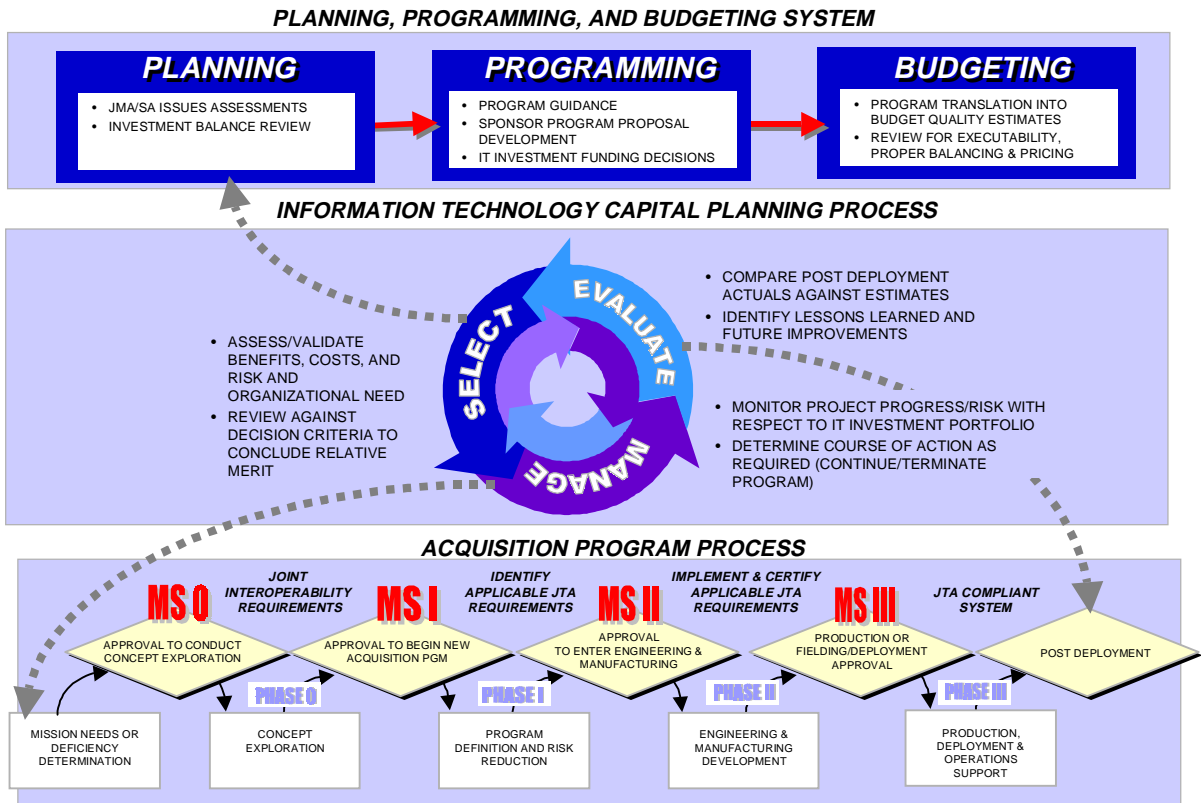 PLANNING, PROGRAMMING, AND BUDGETING SYSTEM
PLANNING
• JMA/SA ISSUES ASSESSMENTS
• INVESTMENT BALANCE REVIEW
PROGRAMMING
• PROGRAM GUIDANCE
• SPONSOR PROGRAM PROPOSAL
DEVELOPMENT
• IT INVESTMENT FUNDING DECISIONS
BUDGETING
• PROGRAM TRANSLATION INTO
BUDGET QUALITY ESTIMATES
• REVIEW FOR EXECUTABILITY,
PROPER BALANCING & PRICING
INFORMATION TECHNOLOGY CAPITAL PLANNING PROCESS
• ASSESS/VALIDATE
BENEFITS, COSTS, AND
RISK AND
ORGANIZATIONAL NEED
• REVIEW AGAINST
DECISION CRITERIA TO
CONCLUDE RELATIVE
MERIT
SELECT
EVALUATE
MANAGE
• COMPARE POST DEPLOYMENT
ACTUALS AGAINST ESTIMATES
• IDENTIFY LESSONS LEARNED AND
FUTURE IMPROVEMENTS
• MONITOR PROJECT PROGRESS/RISK WITH
RESPECT TO IT INVESTMENT PORTFOLIO
• DETERMINE COURSE OF ACTION AS
REQUIRED (CONTINUE/TERMINATE
PROGRAM)
ACQUISITION PROGRAM PROCESS
MS 0
JOINT
INTEROPERABILITY
REQUIREMENTS
MS I
IDENTIFY
APPLICABLE JTA
REQUIREMENTS
MS II
IMPLEMENT & CERTIFY
APPLICABLE JTA
REQUIREMENTS
MS III
JTA COMPLIANT
SYSTEM
APPROVAL TO CONDUCT
CONCEPT EXPLORATION
APPROVAL TO BEGIN NEW
ACQUISITION PGM
APPROVAL
TO ENTER ENGINEERING &
MANUFACTURING
PRODUCTION OR
FIELDING/DEPLOYMENT
APPROVAL
POST DEPLOYMENT
PHASE 0
PHASE I
PHASE II
PHASE III
MISSION NEEDS OR
DEFICIENCY
DETERMINATION
CONCEPT
EXPLORATION
PROGRAM
DEFINITION AND RISK
REDUCTION
ENGINEERING &
MANUFACTURING
DEVELOPMENT
PRODUCTION,
DEPLOYMENT &
OPERATIONS
SUPPORT